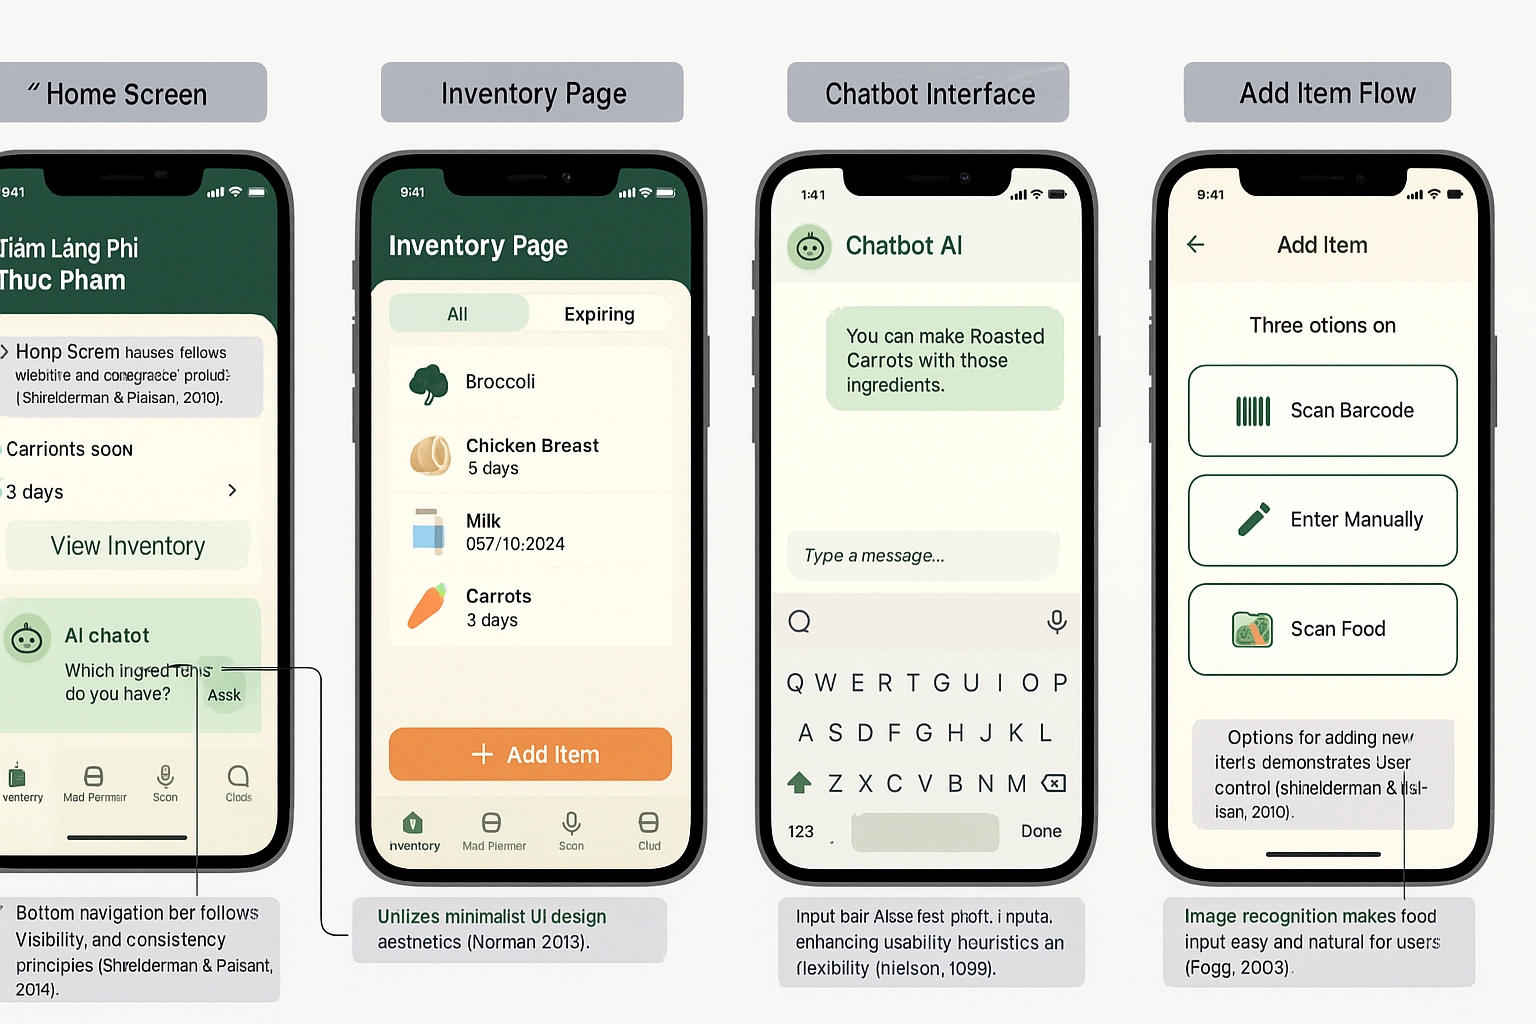 “ Home Screen
941
Tiám Láng Phi
Thuc Pham
Honp Screm hauses fellows
wlebitire and conegraece' prolud:
(Shirelderman & Piaisan, 2010).
Carrionts sooN
3 days
View Inventory
AI chatot
Which ingred
do you have?
Assk
venterry
Mad Permer
Scon
Clods
Bottom navigation ber follows
Visibility, and consistency
principies (Shrelderman & Paisant,
2014).
Inventory Page
9:41
Inventory Page
All
Expiring
Broccoli
Chicken Breast
5 days
Milk
057/10:2024
Carrots
3 days
+ Add Item
nventory
Mad Piemer
Scon
Clud
Unlizes minimalist UI design
aestnetics (Norman 2013).
Chatbot Interface
1:41
Chatbot AI
You can make Roasted
Carrots with those
ingredients.
Type a message...
Q W E R T G U I O P
A S D F G H J K L
Z X C V B N M
123
.
Done
Input bair Alsse fest phoft. i nputa.
enhancing usability heuristics an
(lexibility (nielson, 1099).
Add Item Flow
9:41
Add Item
Three otions on
Scan Barcode
Enter Manually
Scan Food
Options for adding new
iterls demonstrates User
control (shinelderman &
isan, 2010).
Image recognition makes food
input easy and natural for users
(Fogg, 2003).